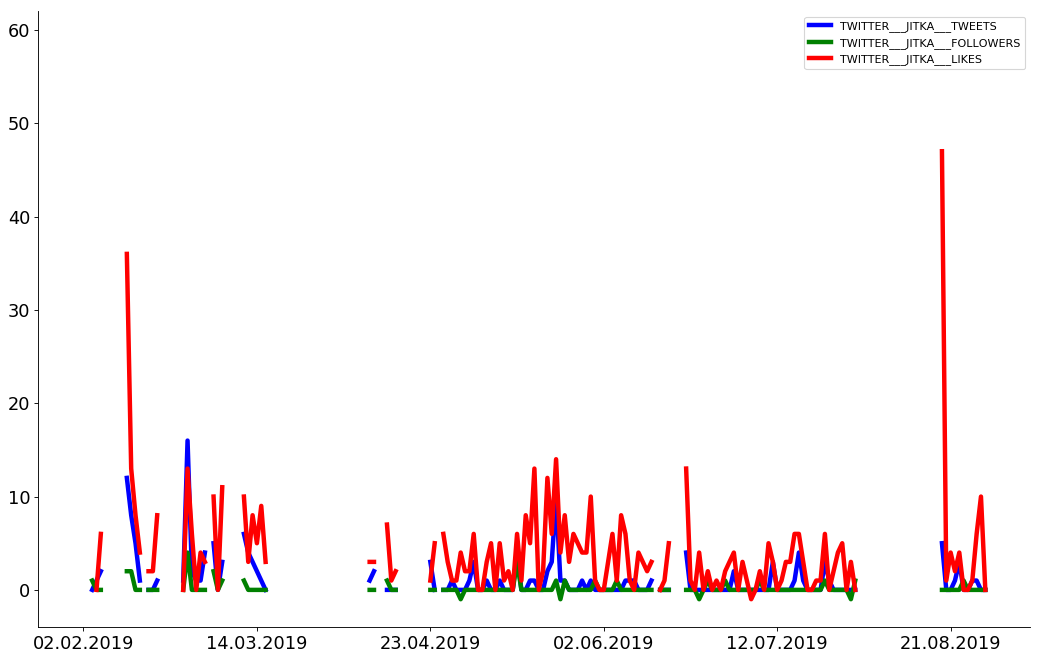 TWITTER___JITKA___TWEETS
TWITTER___JITKA___FOLLOWERS
TWITTER___JITKA___LIKES
60
50
40
30
20
10
0
02.02.2019 14.03.2019 23.04.2019 02.06.2019 12.07.2019 21.08.2019